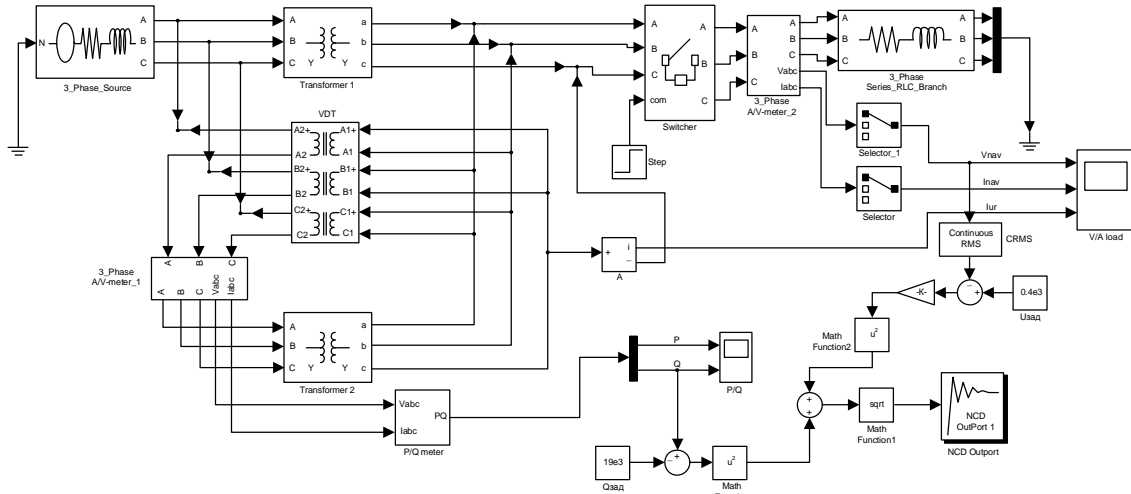 N
A
B
C
3_Phase_Source
A
B
C
Y
Y
a
b
c
Transformer 1
VDT
A2+
A2
B2+
B2
C2+
C2
A1+
A1
B1+
B1
C1+
C1
A
B
C
com
A
B
C
Switcher
Step
A
B
C
A
B
C
Vabc
Iabc
3_Phase
A/V-meter_2
A
B
C
A
B
C
3_Phase
Series_RLC_Branch
Selector_1
Selector
Vnav
Inav
Iur
V/A load
Continuous
RMS
CRMS
+
i
−
A
3_Phase
A/V-meter_1
A
B
C
A
B
C
Vabc
Iabc
A
B
C
Y
Y
a
b
c
Transformer 2
Vabc
Iabc
PQ
P/Q meter
P
Q
P/Q
−
+
0.4e3
Uзад
-K-
u²
Math
Function2
+
+
sqrt
Math
Function1
NCD
OutPort 1
NCD Outport
19e3
Qзад
−
+
u²
Math